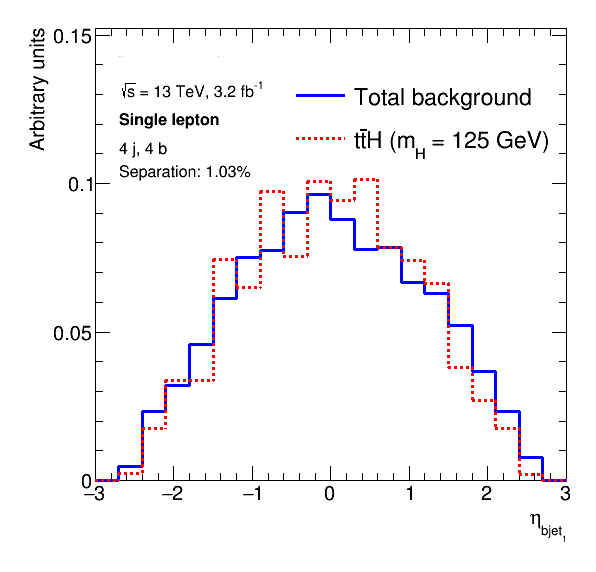 Arbitrary units
0.15
0.1
0.05
0
√s = 13 TeV, 3.2 fb⁻¹
Single lepton
4 j, 4 b
Separation: 1.03%
Total background
tt̄H (m_H = 125 GeV)
−3 −2 −1 0 1 2 3
η_bjet₁